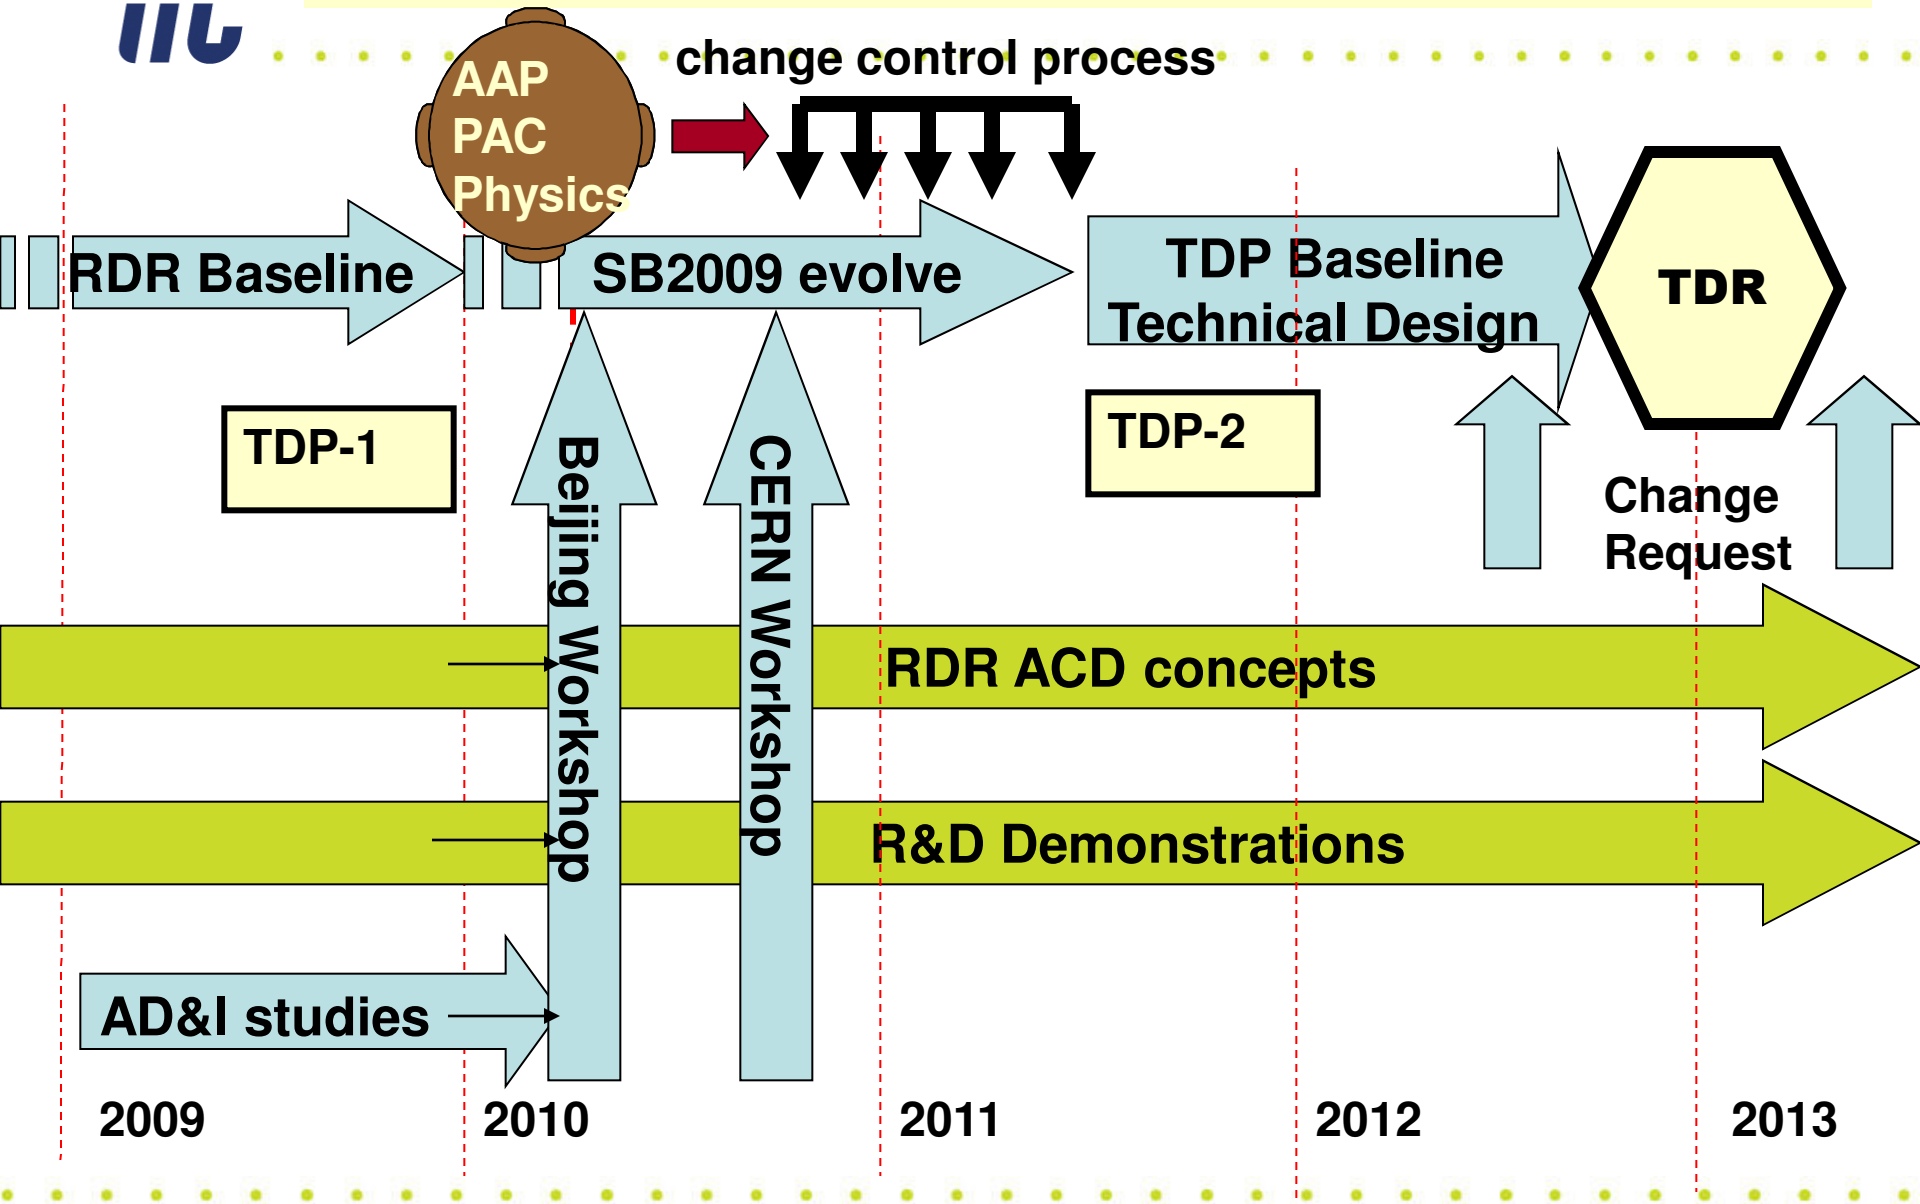 change control process
AAP
PAC
Physics
RDR Baseline
SB2009 evolve
TDP Baseline
Technical Design
TDR
TDP-1
TDP-2
Beijing Workshop
CERN Workshop
Change
Request
RDR ACD concepts
R&D Demonstrations
AD&I studies
2009
2010
2011
2012
2013